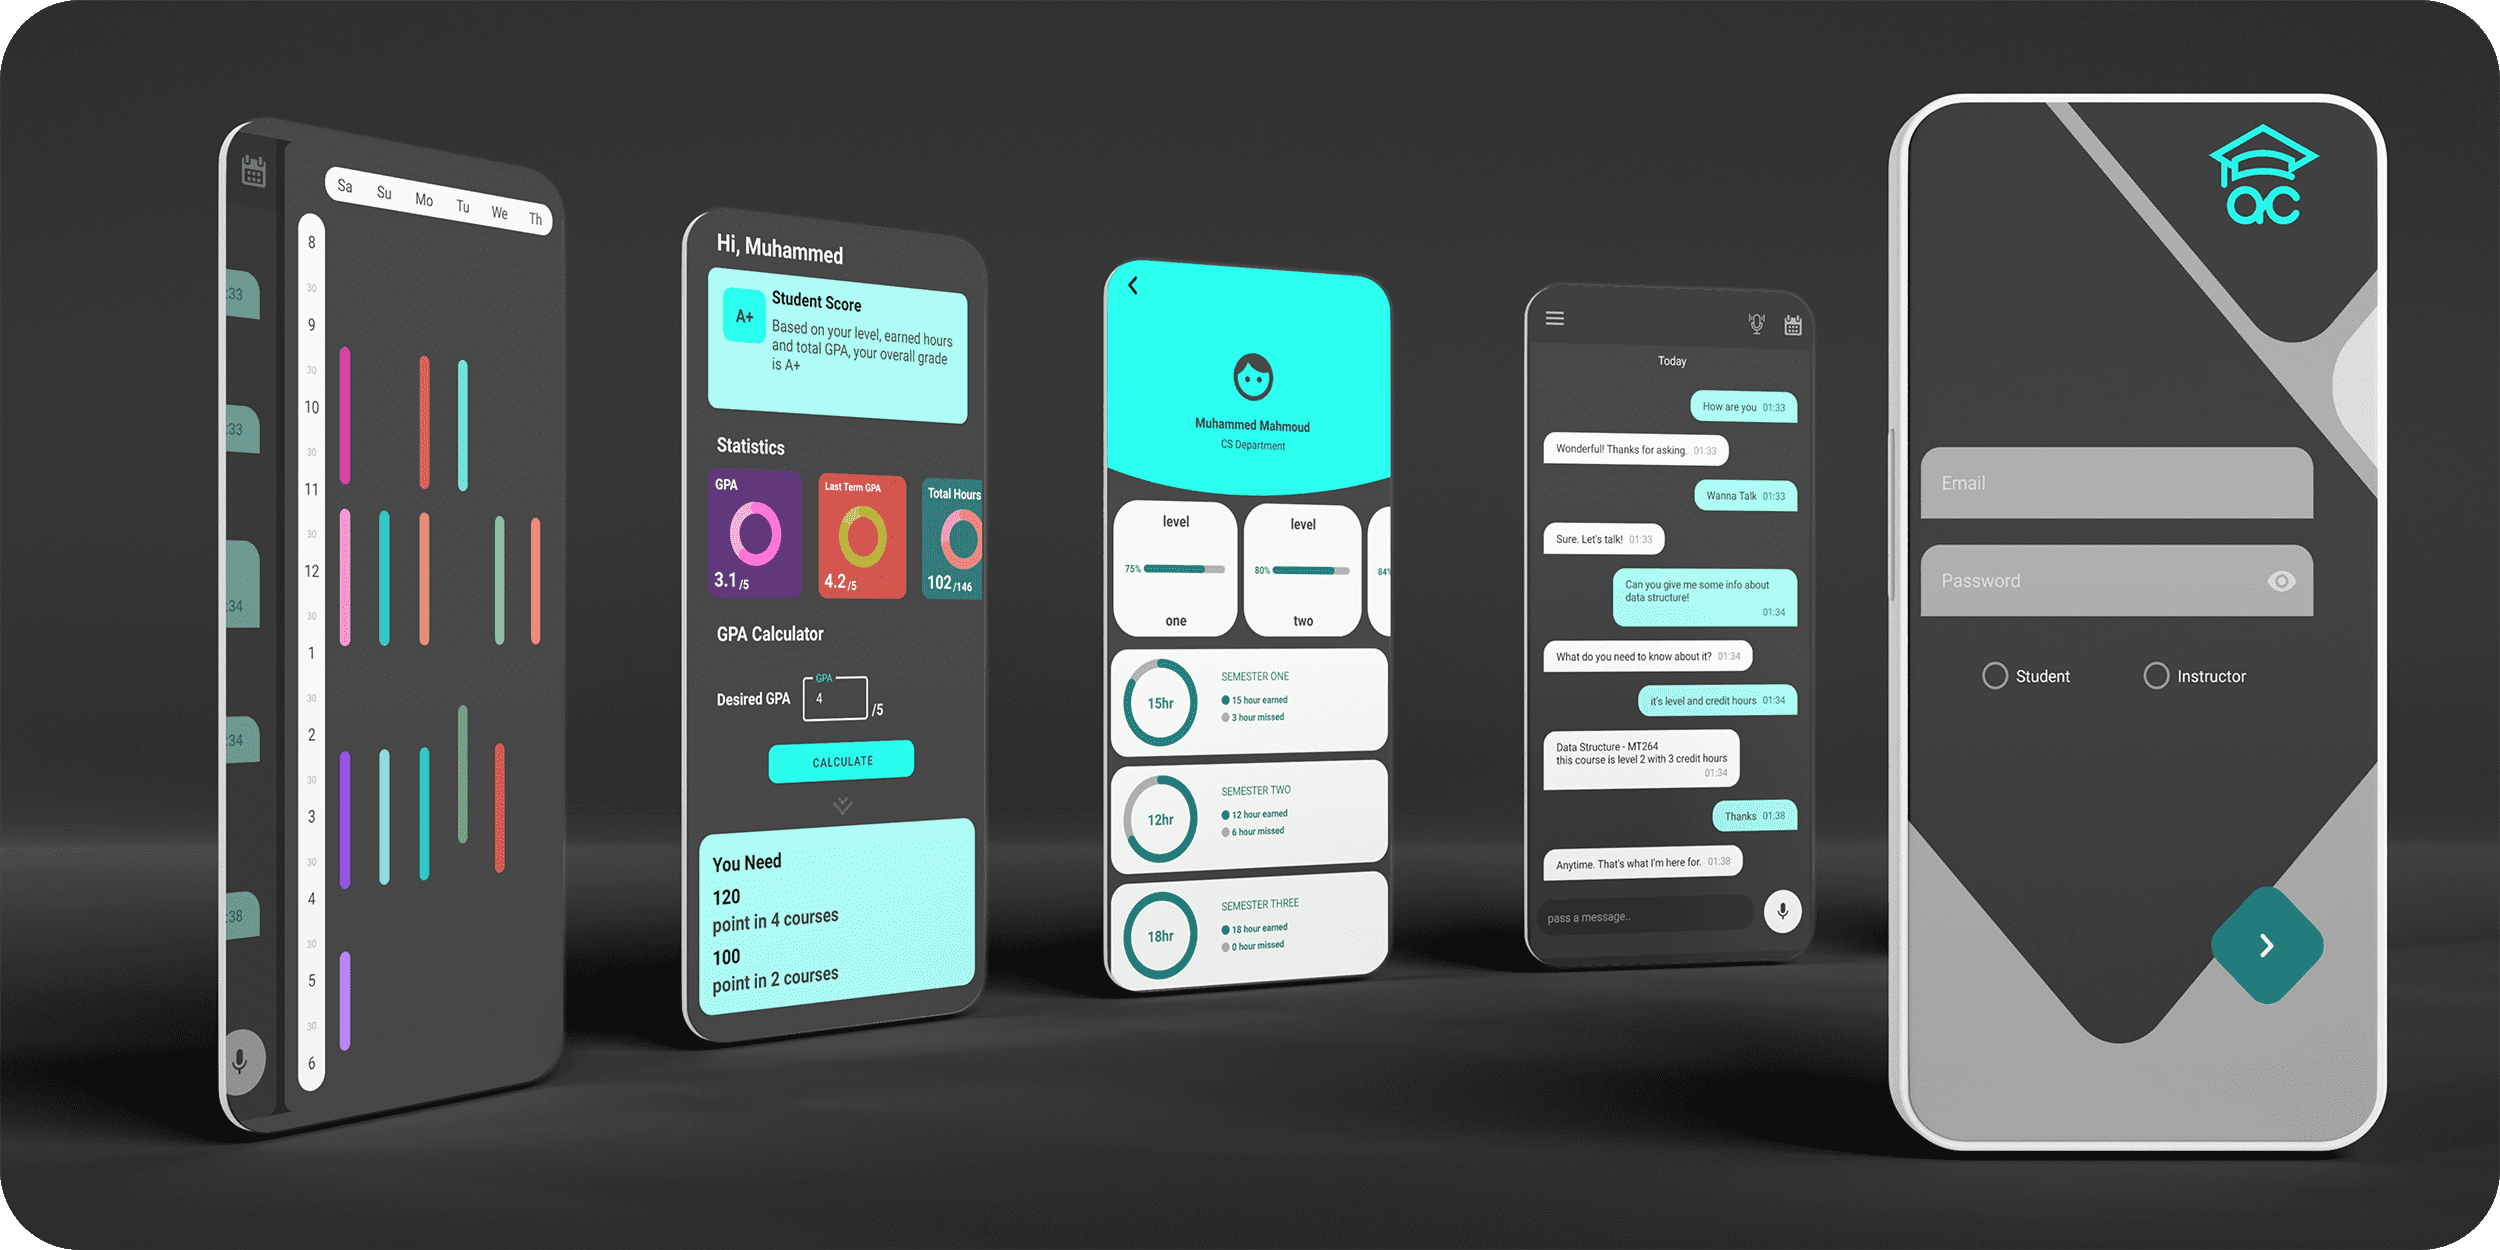 Sa Su Mo Tu We Th
8
30
9
30
10
30
11
30
12
30
1
30
2
30
3
30
4
30
5
30
6
:33
:33
:34
:34
:38
Hi, Muhammed
A+
Student Score
Based on your level, earned hours
and total GPA, your overall grade
is A+
Statistics
GPA
3.1/5
Last Term GPA
4.2/5
Total Hours
102/146
GPA Calculator
Desired GPA
GPA
4
/5
CALCULATE
You Need
120
point in 4 courses
100
point in 2 courses
Muhammed Mahmoud
CS Department
level
75%
one
level
80%
two
84%
15hr
SEMESTER ONE
15 hour earned
3 hour missed
12hr
SEMESTER TWO
12 hour earned
6 hour missed
18hr
SEMESTER THREE
18 hour earned
0 hour missed
Today
How are you 01:33
Wonderful! Thanks for asking. 01:33
Wanna Talk 01:33
Sure. Let's talk! 01:33
Can you give me some info about
data structure!
01:34
What do you need to know about it? 01:34
it's level and credit hours 01:34
Data Structure - MT264
this course is level 2 with 3 credit hours
01:34
Thanks 01:38
Anytime. That's what I'm here for. 01:38
pass a message..
ac
Email
Password
Student
Instructor